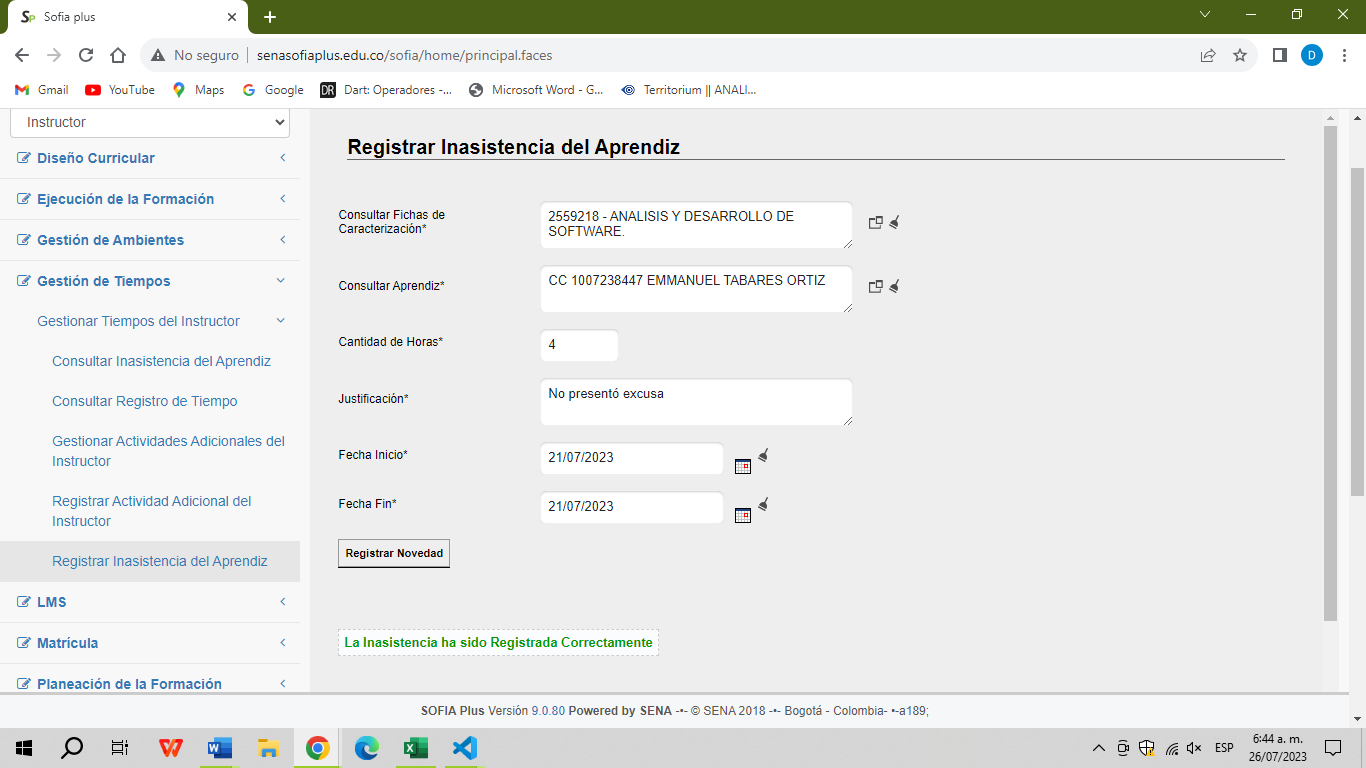 Sofia plus
No seguro
senasofiaplus.edu.co/sofia/home/principal.faces
D
Gmail
YouTube
Maps
Google
DR
Dart: Operadores -...
Microsoft Word - G...
Territorium || ANALI...
Instructor
Diseño Curricular
Ejecución de la Formación
Gestión de Ambientes
Gestión de Tiempos
Gestionar Tiempos del Instructor
Consultar Inasistencia del Aprendiz
Consultar Registro de Tiempo
Gestionar Actividades Adicionales del
Instructor
Registrar Actividad Adicional del
Instructor
Registrar Inasistencia del Aprendiz
LMS
Matrícula
Planeación de la Formación
Registrar Inasistencia del Aprendiz
Consultar Fichas de
Caracterización*
2559218 - ANALISIS Y DESARROLLO DE
SOFTWARE.
Consultar Aprendiz*
CC 1007238447 EMMANUEL TABARES ORTIZ
Cantidad de Horas*
4
Justificación*
No presentó excusa
Fecha Inicio*
21/07/2023
Fecha Fin*
21/07/2023
Registrar Novedad
La Inasistencia ha sido Registrada Correctamente
SOFIA Plus Versión 9.0.80 Powered by SENA -•- © SENA 2018 -•- Bogotá - Colombia- •-a189;
ESP
6:44 a. m.
26/07/2023